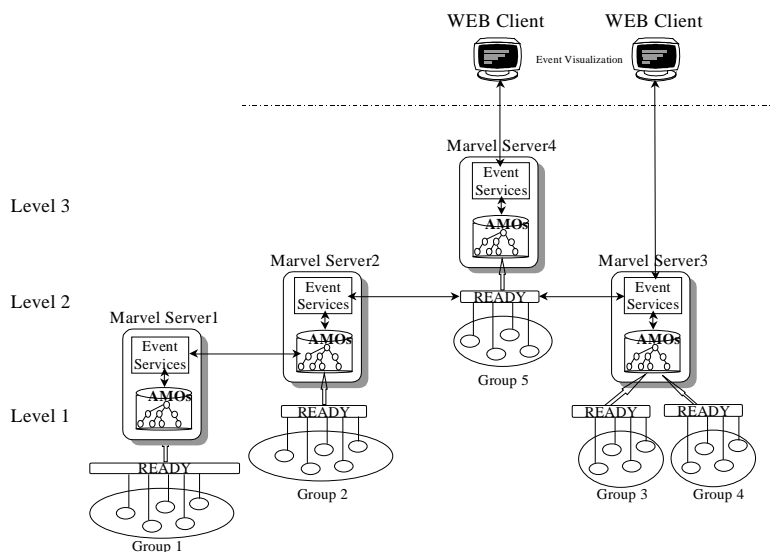 WEB Client
WEB Client
Event Visualization
Marvel Server4
Event
Services
AMOs
Level 3
Marvel Server2
Marvel Server3
Event
Services
AMOs
READY
Event
Services
AMOs
Level 2
Marvel Server1
Event
Services
AMOs
Group 5
Level 1
READY
READY
READY
READY
Group 2
Group 3
Group 4
Group 1